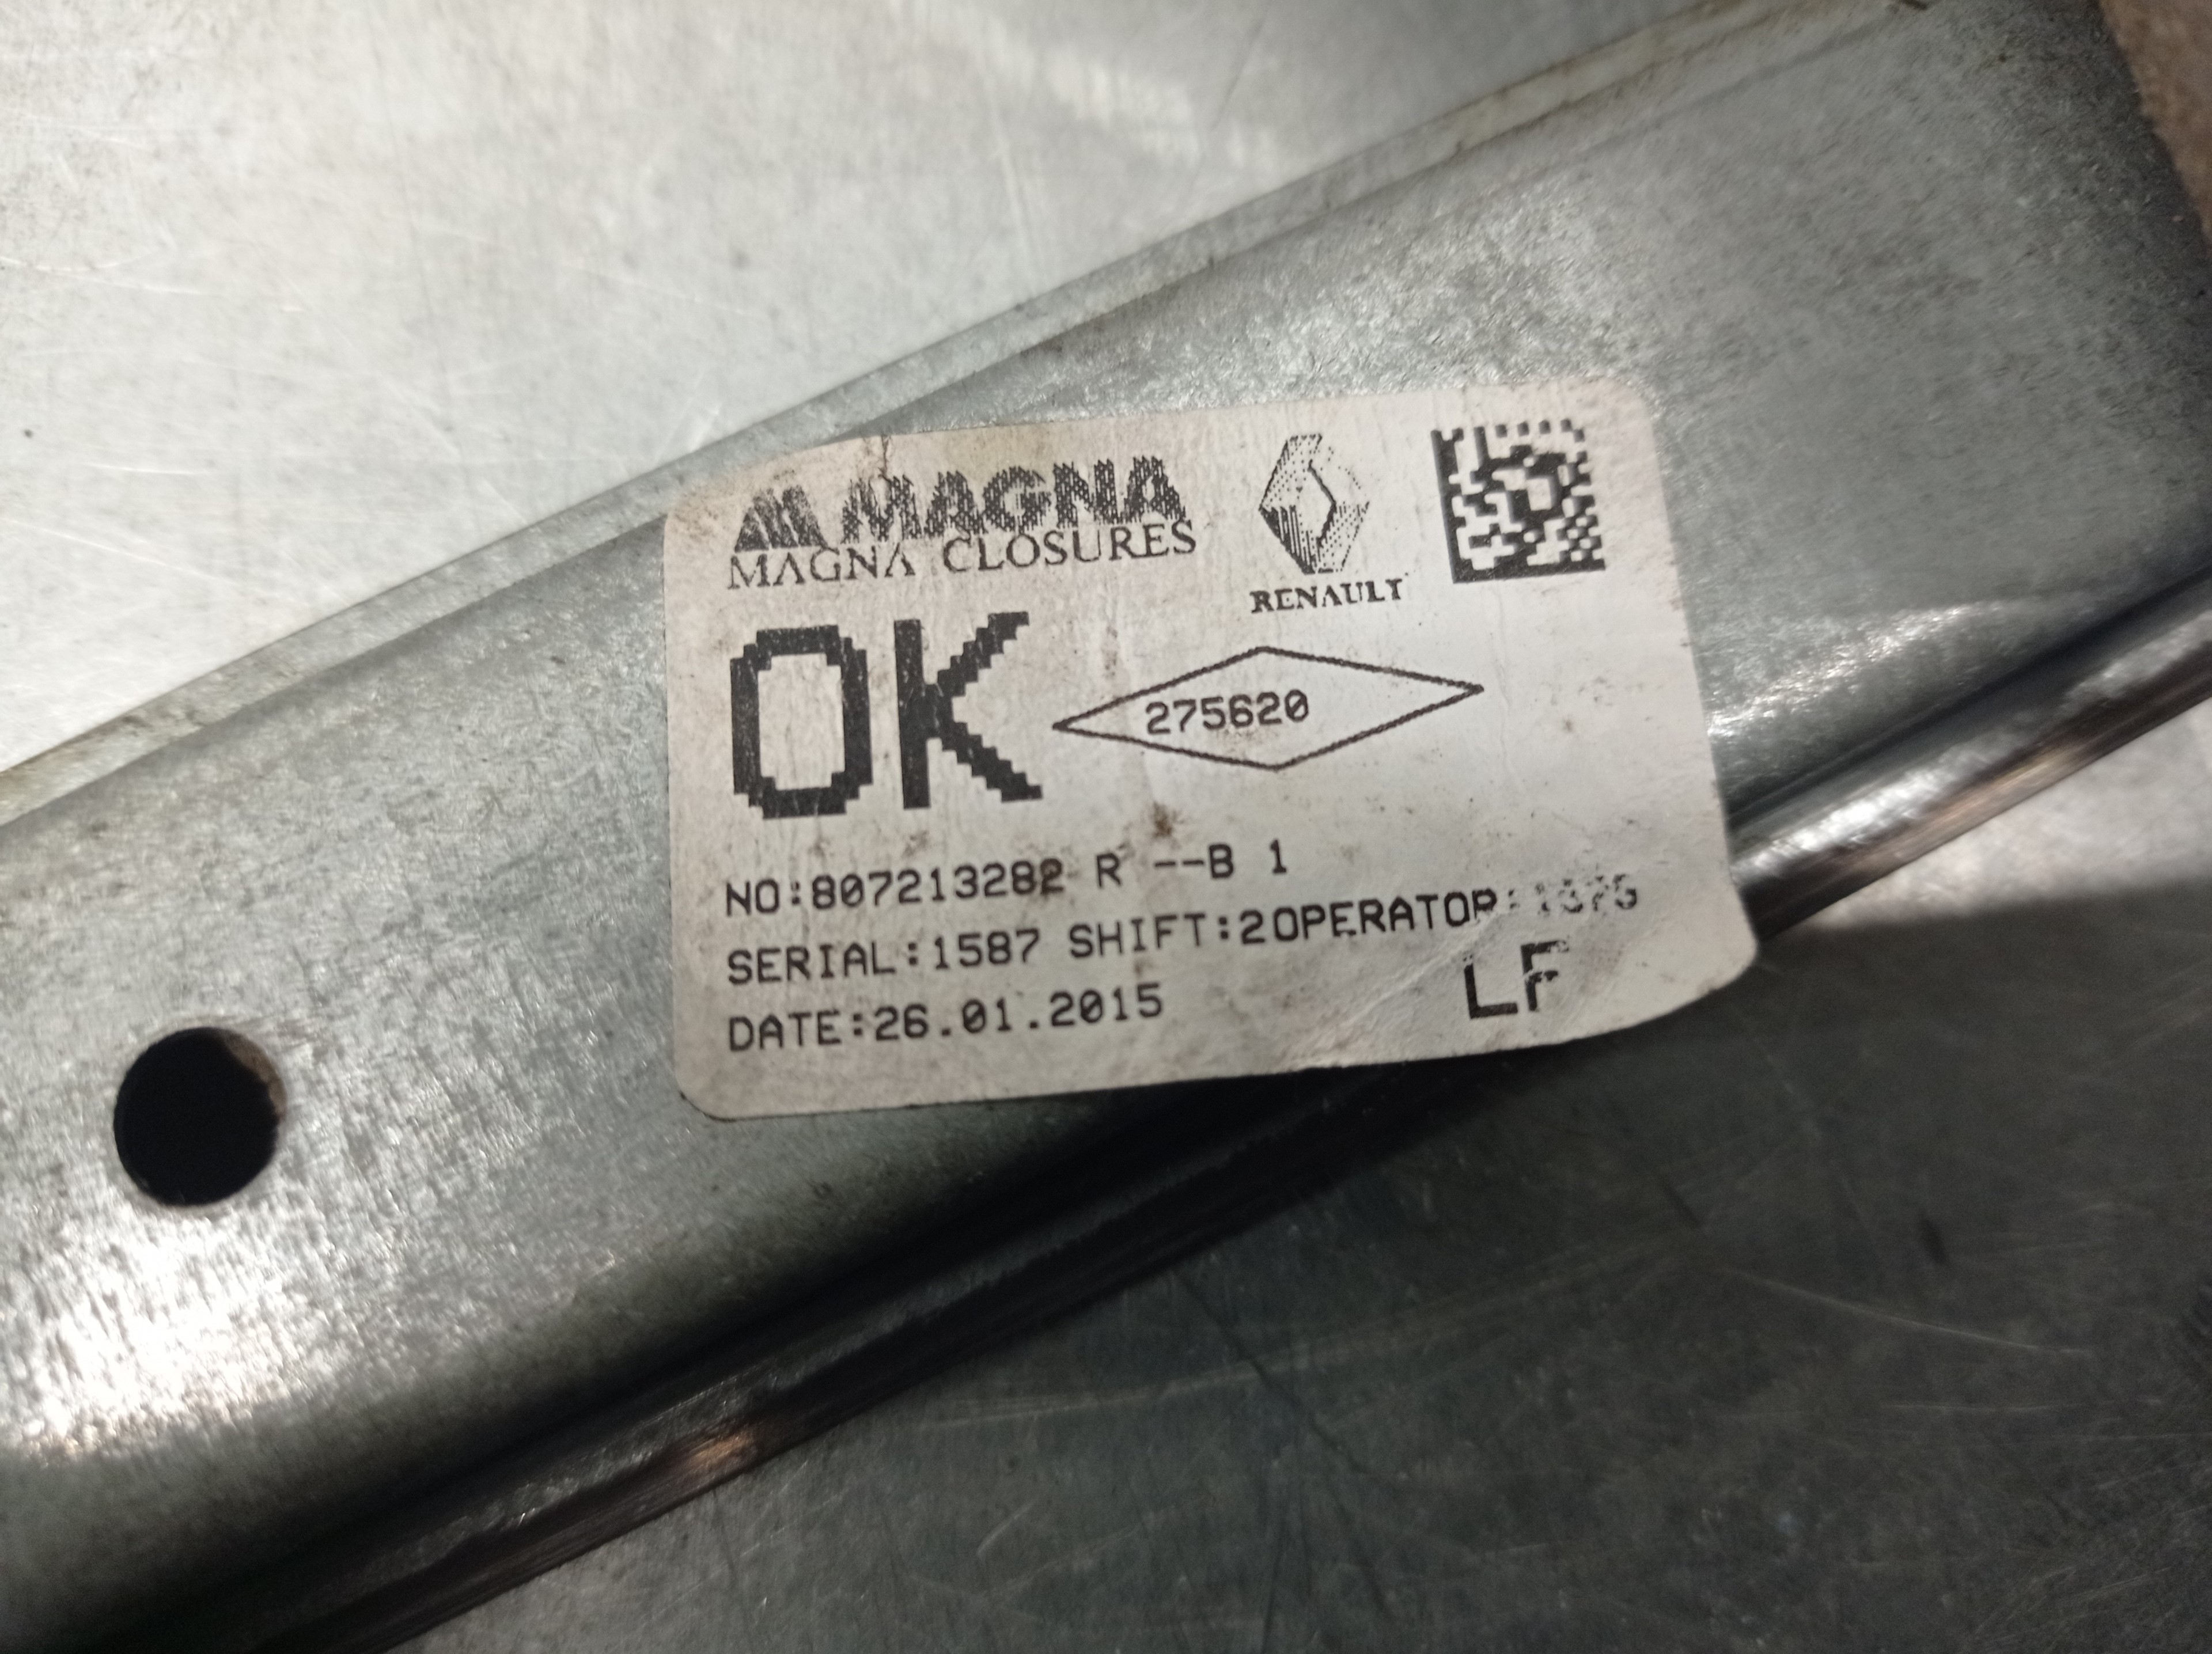 MAGNA
MAGNA CLOSURES
RENAULT
OK
275620
NO:807213282 R --B 1
SERIAL:1587 SHIFT:2OPERATOR:
LF
DATE:26.01.2015